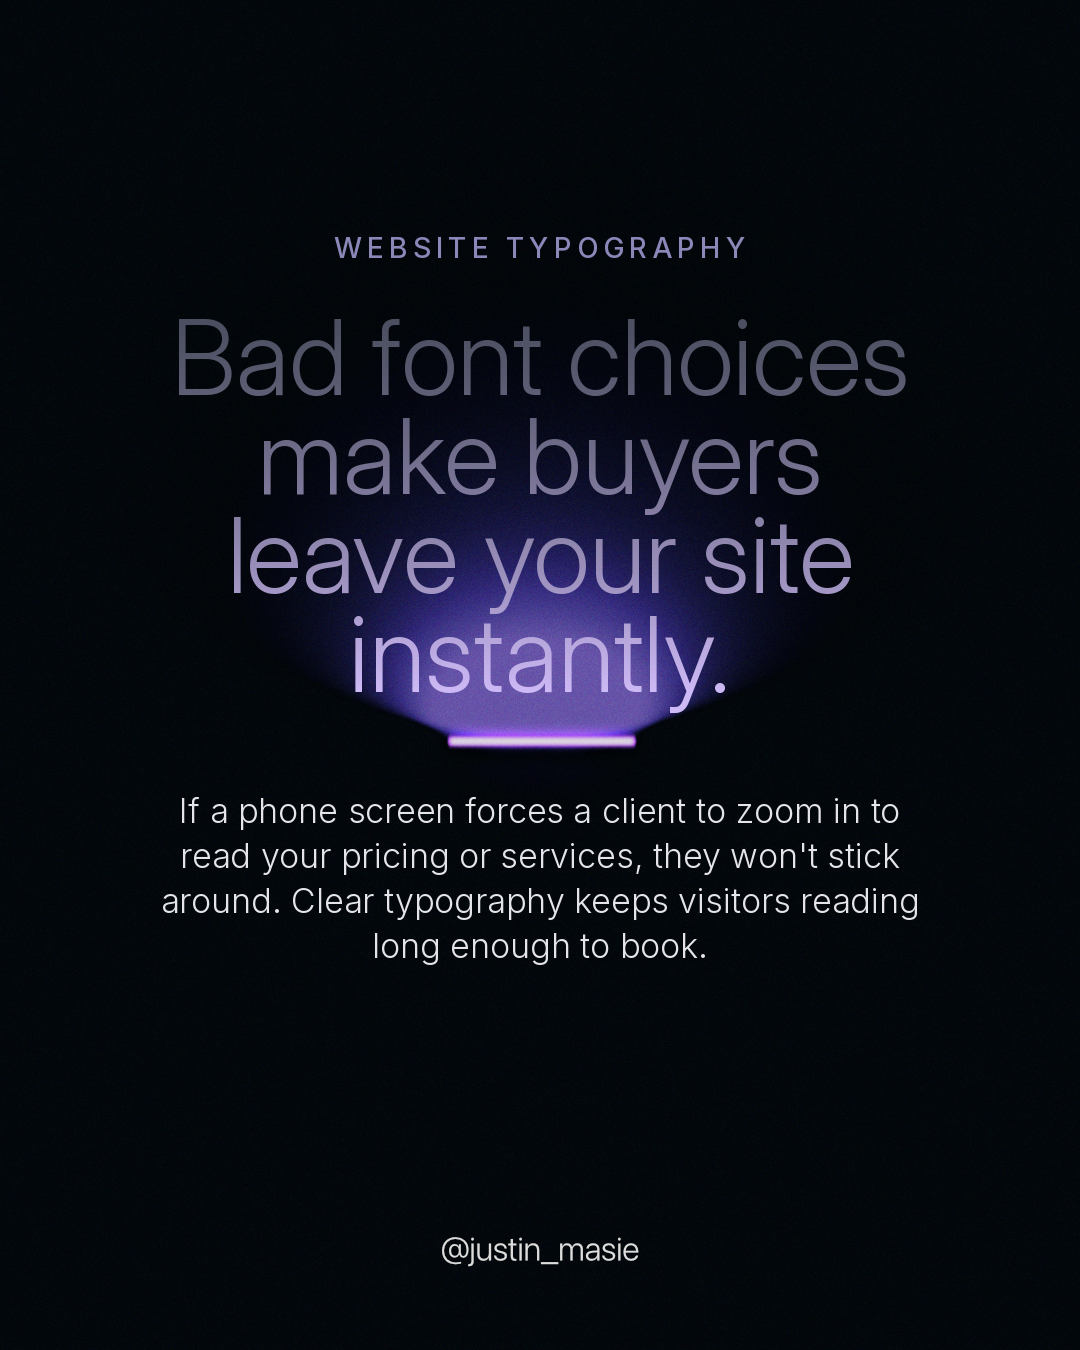 WEBSITE TYPOGRAPHY
Bad font choices
make buyers
leave your site
instantly.
If a phone screen forces a client to zoom in to
read your pricing or services, they won't stick
around. Clear typography keeps visitors reading
long enough to book.
@justin_masie